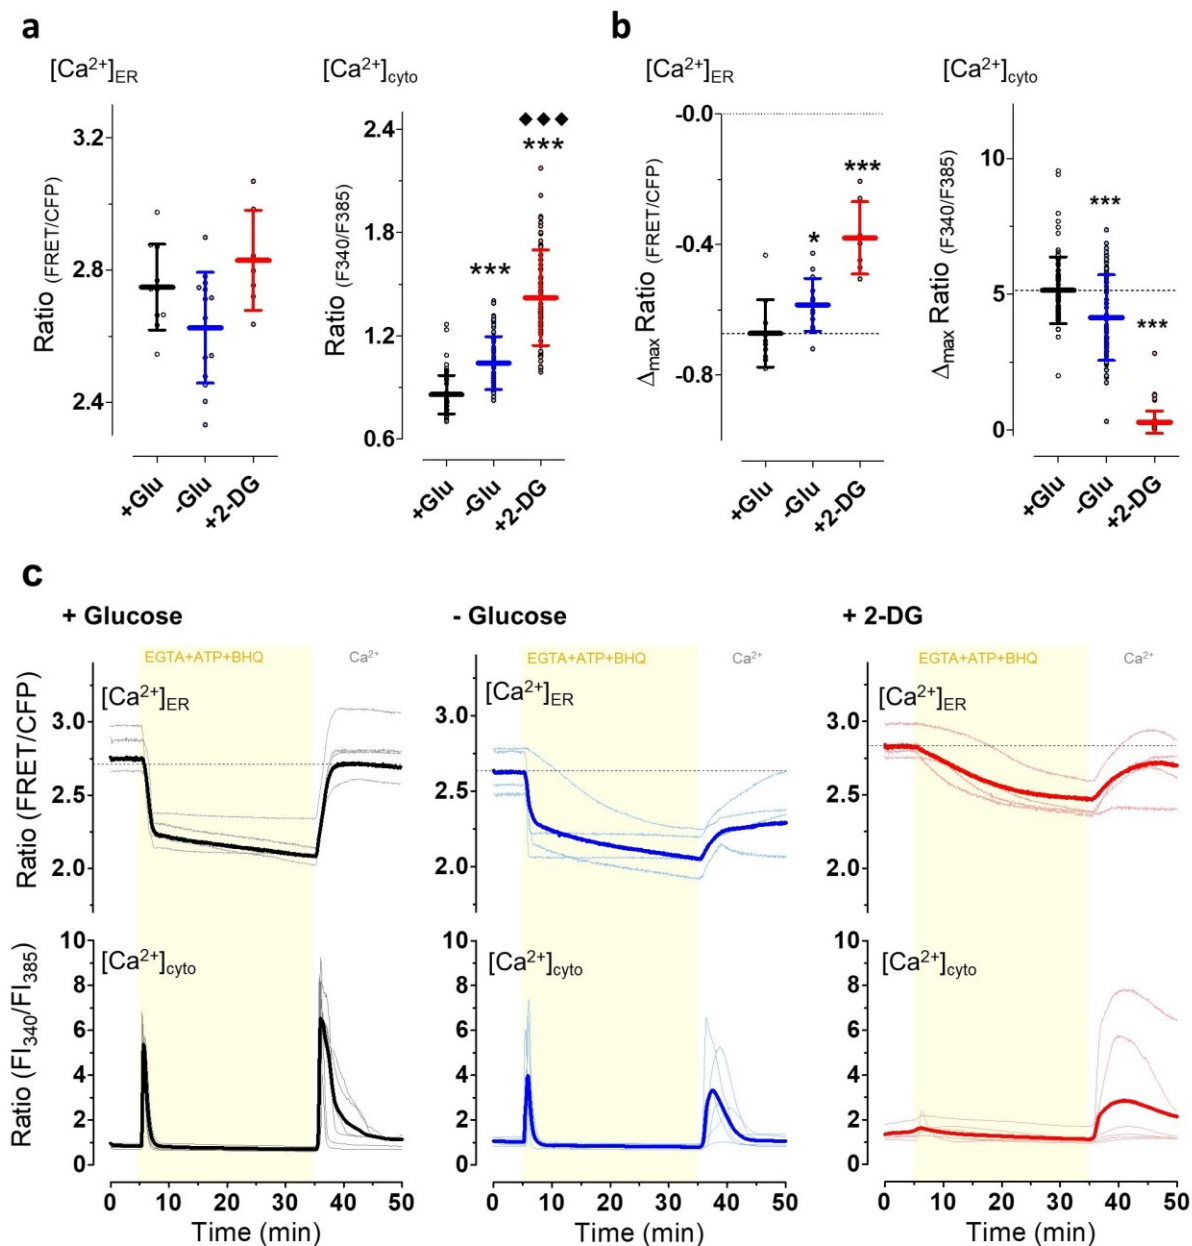 a
b
[Ca²⁺]ER
[Ca²⁺]cyto
[Ca²⁺]ER
[Ca²⁺]cyto
Ratio (FRET/CFP)
3.2
2.8
2.4
+Glu
-Glu
+2-DG
Ratio (F340/F385)
2.4
1.8
1.2
0.6
◆◆◆
***
***
+Glu
-Glu
+2-DG
Δmax Ratio (FRET/CFP)
-0.0
-0.4
-0.8
***
*
+Glu
-Glu
+2-DG
Δmax Ratio (F340/F385)
10
5
0
***
***
+Glu
-Glu
+2-DG
c
+ Glucose
- Glucose
+ 2-DG
EGTA+ATP+BHQ
Ca²⁺
[Ca²⁺]ER
Ratio (FRET/CFP)
3.0
2.5
2.0
EGTA+ATP+BHQ
Ca²⁺
[Ca²⁺]ER
3.0
2.5
2.0
EGTA+ATP+BHQ
Ca²⁺
[Ca²⁺]ER
3.0
2.5
2.0
[Ca²⁺]cyto
Ratio (FI340/FI385)
10
8
6
4
2
0
0 10 20 30 40 50
Time (min)
[Ca²⁺]cyto
10
8
6
4
2
0
0 10 20 30 40 50
Time (min)
[Ca²⁺]cyto
10
8
6
4
2
0
0 10 20 30 40 50
Time (min)